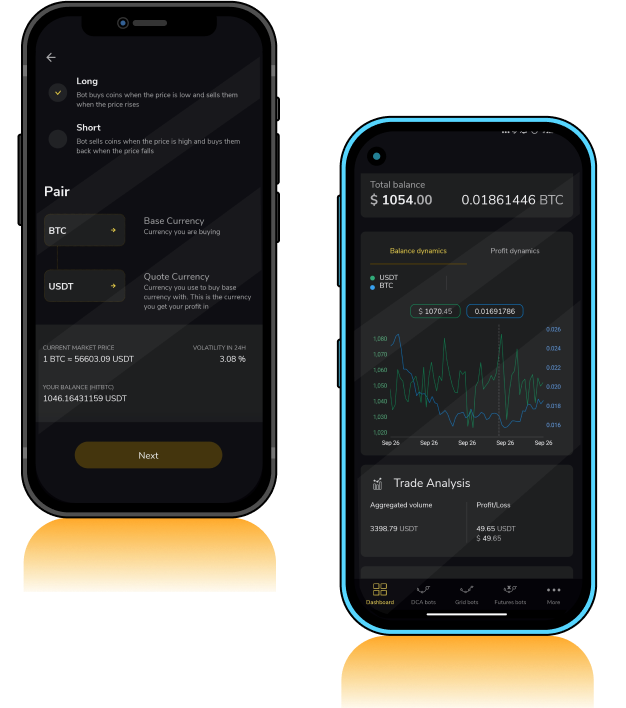 Long
Bot buys coins when the price is low and sells them
when the price rises
Short
Bot sells coins when the price is high and buys them
back when the price falls
Pair
BTC
Base Currency
Currency you are buying
USDT
Quote Currency
Currency you use to buy base
currency with. This is the currency
you get your profit in
CURRENT MARKET PRICE
VOLATILITY IN 24H
1 BTC ≈ 56603.09 USDT
3.08 %
YOUR BALANCE (HITBTC)
1046.16431159 USDT
Next
Total balance
$ 1054.00
0.01861446 BTC
Balance dynamics
Profit dynamics
USDT
BTC
$ 1070.45
0.01691786
1,080
1,070
1,060
1,050
1,040
1,030
1,020
0.026
0.024
0.022
0.020
0.018
0.016
Sep 26 Sep 26 Sep 26 Sep 26 Sep 26
Trade Analysis
Aggregated volume
Profit/Loss
3398.79 USDT
49.65 USDT
$ 49.65
Dashboard
DCA bots
Grid bots
Futures bots
More